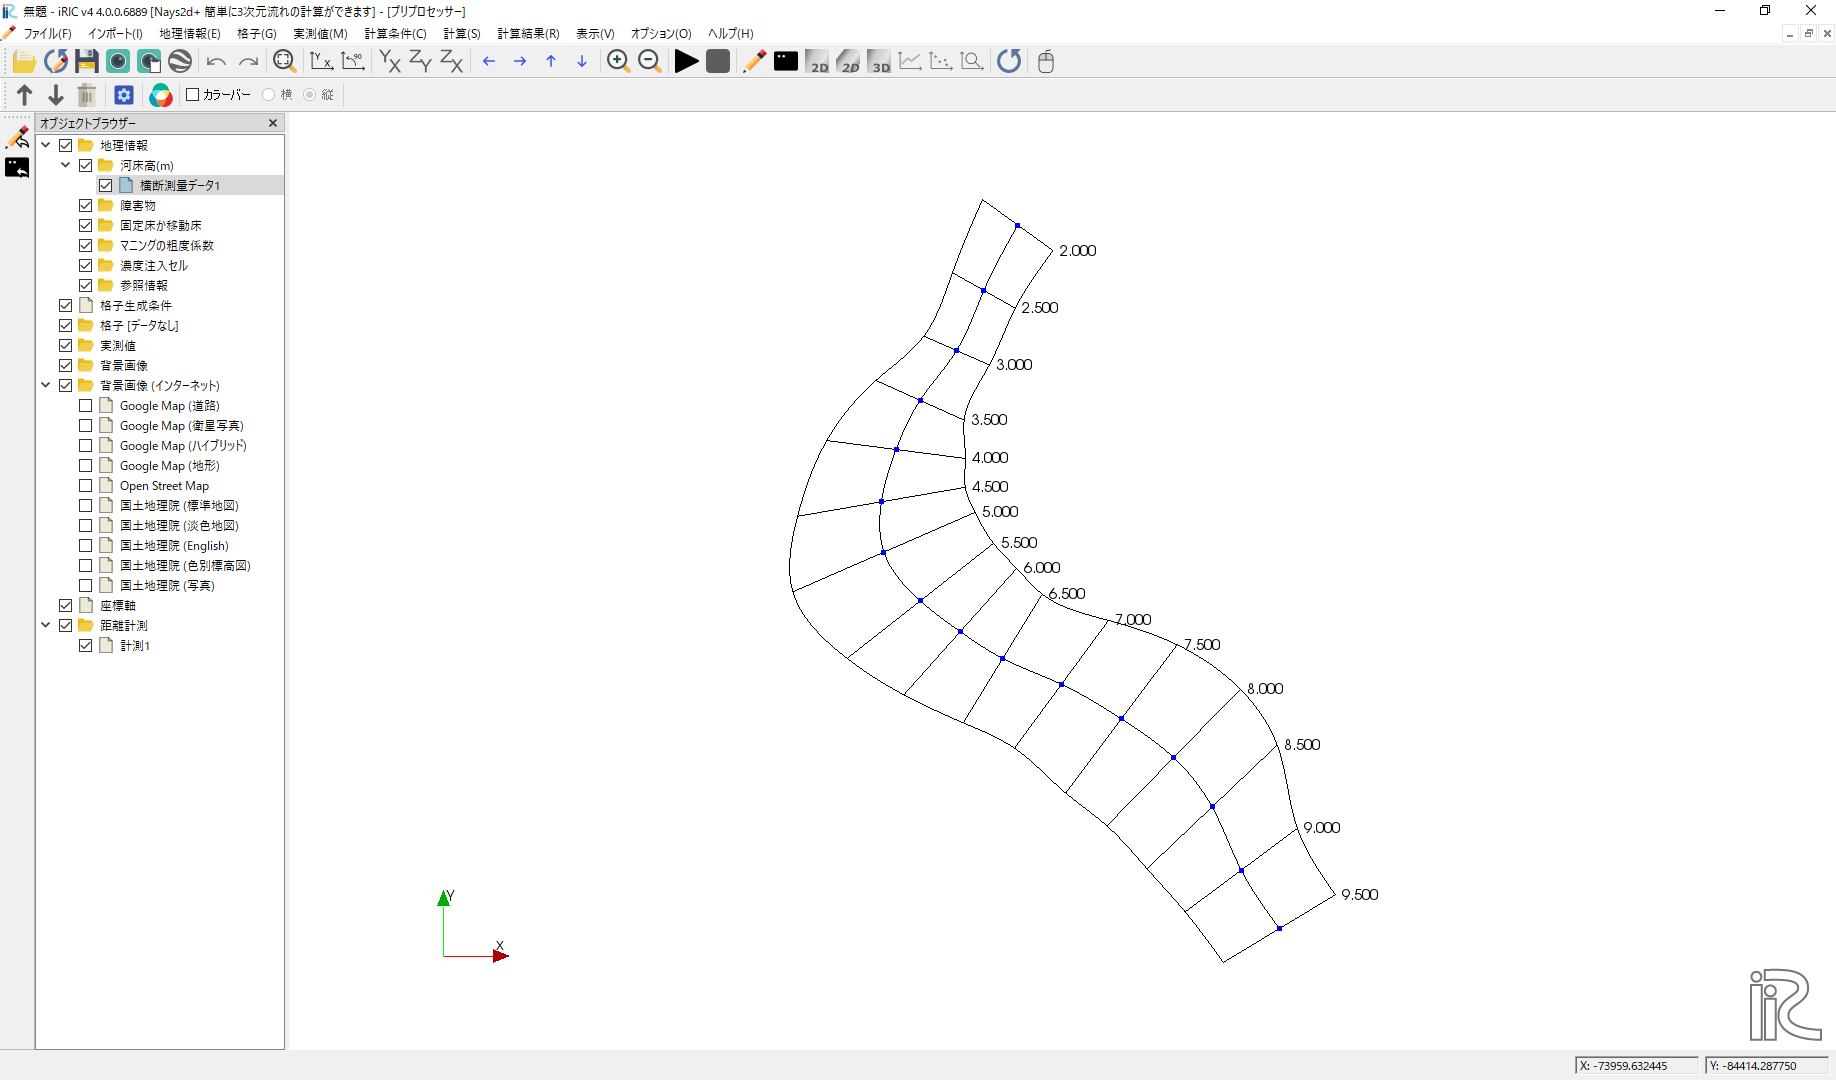 無題 - iRIC v4 4.0.0.6889 [Nays2d+ 簡単に3次元流れの計算ができます] - [プリプロセッサー]
ファイル(F) インポート(I) 地理情報(E) 格子(G) 実測値(M) 計算条件(C) 計算(S) 計算結果(R) 表示(V) オプション(O) ヘルプ(H)
2D 2D 3D
カラーバー 横 縦
オブジェクトブラウザー
地理情報
河床高(m)
横断測量データ1
障害物
固定床か移動床
マニングの粗度係数
濃度注入セル
参照情報
格子生成条件
格子 [データなし]
実測値
背景画像
背景画像 (インターネット)
Google Map (道路)
Google Map (衛星写真)
Google Map (ハイブリッド)
Google Map (地形)
Open Street Map
国土地理院 (標準地図)
国土地理院 (淡色地図)
国土地理院 (English)
国土地理院 (色別標高図)
国土地理院 (写真)
座標軸
距離計測
計測1
2.000
2.500
3.000
3.500
4.000
4.500
5.000
5.500
6.000
6.500
7.000
7.500
8.000
8.500
9.000
9.500
Y
X
iRIC
X: -73959.632445
Y: -84414.287750